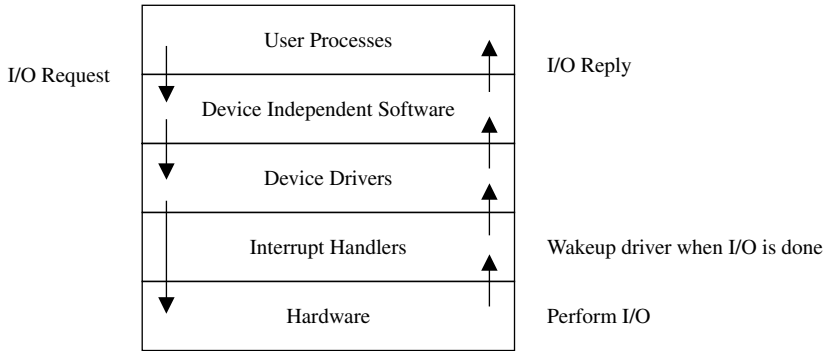 User Processes
I/O Request
I/O Reply
Device Independent Software
Device Drivers
Interrupt Handlers
Wakeup driver when I/O is done
Hardware
Perform I/O